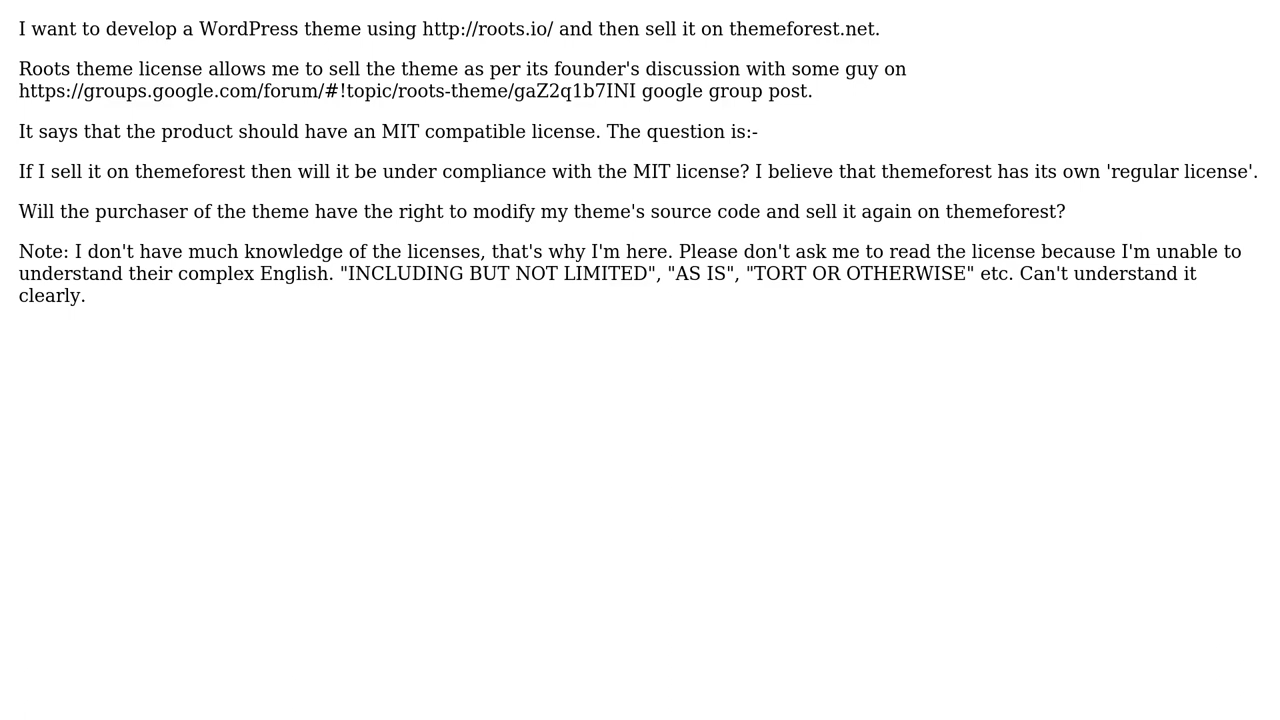 I want to develop a WordPress theme using http://roots.io/ and then sell it on themeforest.net.
Roots theme license allows me to sell the theme as per its founder's discussion with some guy on
https://groups.google.com/forum/#!topic/roots-theme/gaZ2q1b7INI google group post.
It says that the product should have an MIT compatible license. The question is:-
If I sell it on themeforest then will it be under compliance with the MIT license? I believe that themeforest has its own 'regular license'.
Will the purchaser of the theme have the right to modify my theme's source code and sell it again on themeforest?
Note: I don't have much knowledge of the licenses, that's why I'm here. Please don't ask me to read the license because I'm unable to
understand their complex English. "INCLUDING BUT NOT LIMITED", "AS IS", "TORT OR OTHERWISE" etc. Can't understand it
clearly.